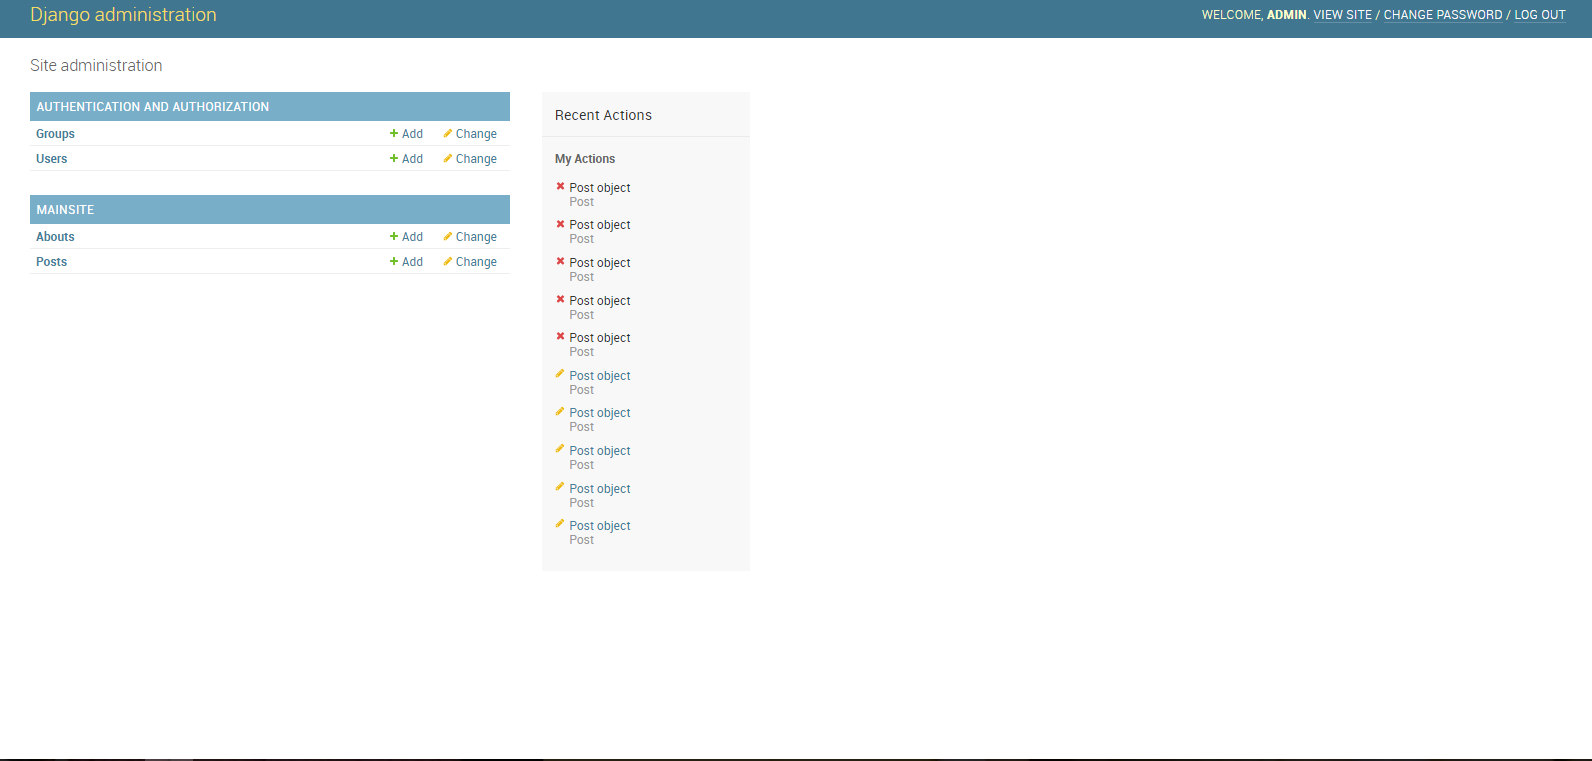 Django administration
WELCOME, ADMIN. VIEW SITE / CHANGE PASSWORD / LOG OUT
Site administration
AUTHENTICATION AND AUTHORIZATION
Groups Add Change
Users Add Change
MAINSITE
Abouts Add Change
Posts Add Change
Recent Actions
My Actions
Post object
Post
Post object
Post
Post object
Post
Post object
Post
Post object
Post
Post object
Post
Post object
Post
Post object
Post
Post object
Post
Post object
Post